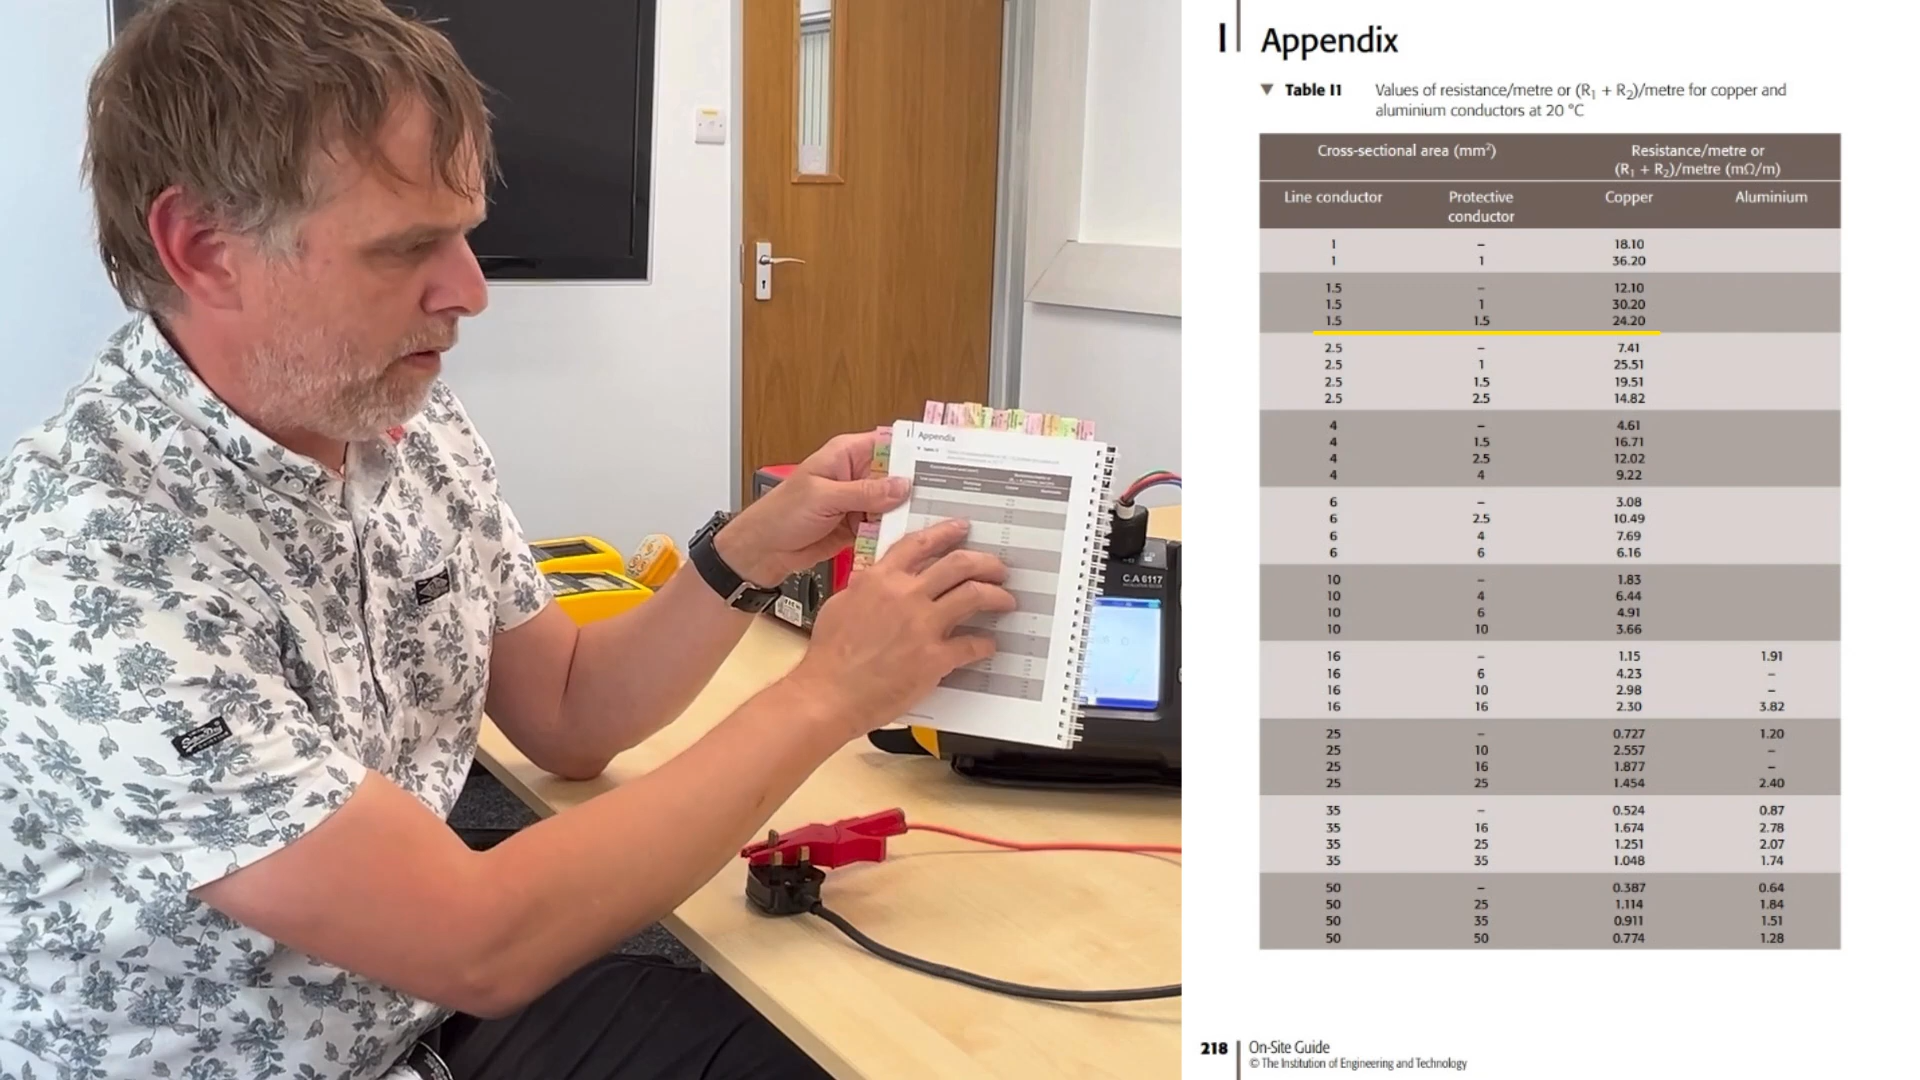 Appendix
C.A 6117
I Appendix
▼ Table I1 Values of resistance/metre or (R₁ + R₂)/metre for copper and
aluminium conductors at 20 °C
Cross-sectional area (mm²) Resistance/metre or
(R₁ + R₂)/metre (mΩ/m)
Line conductor Protective Copper Aluminium
conductor
1 – 18.10
1 1 36.20
1.5 – 12.10
1.5 1 30.20
1.5 1.5 24.20
2.5 – 7.41
2.5 1 25.51
2.5 1.5 19.51
2.5 2.5 14.82
4 – 4.61
4 1.5 16.71
4 2.5 12.02
4 4 9.22
6 – 3.08
6 2.5 10.49
6 4 7.69
6 6 6.16
10 – 1.83
10 4 6.44
10 6 4.91
10 10 3.66
16 – 1.15 1.91
16 6 4.23 –
16 10 2.98 –
16 16 2.30 3.82
25 – 0.727 1.20
25 10 2.557 –
25 16 1.877 –
25 25 1.454 2.40
35 – 0.524 0.87
35 16 1.674 2.78
35 25 1.251 2.07
35 35 1.048 1.74
50 – 0.387 0.64
50 25 1.114 1.84
50 35 0.911 1.51
50 50 0.774 1.28
218 On-Site Guide
© The Institution of Engineering and Technology